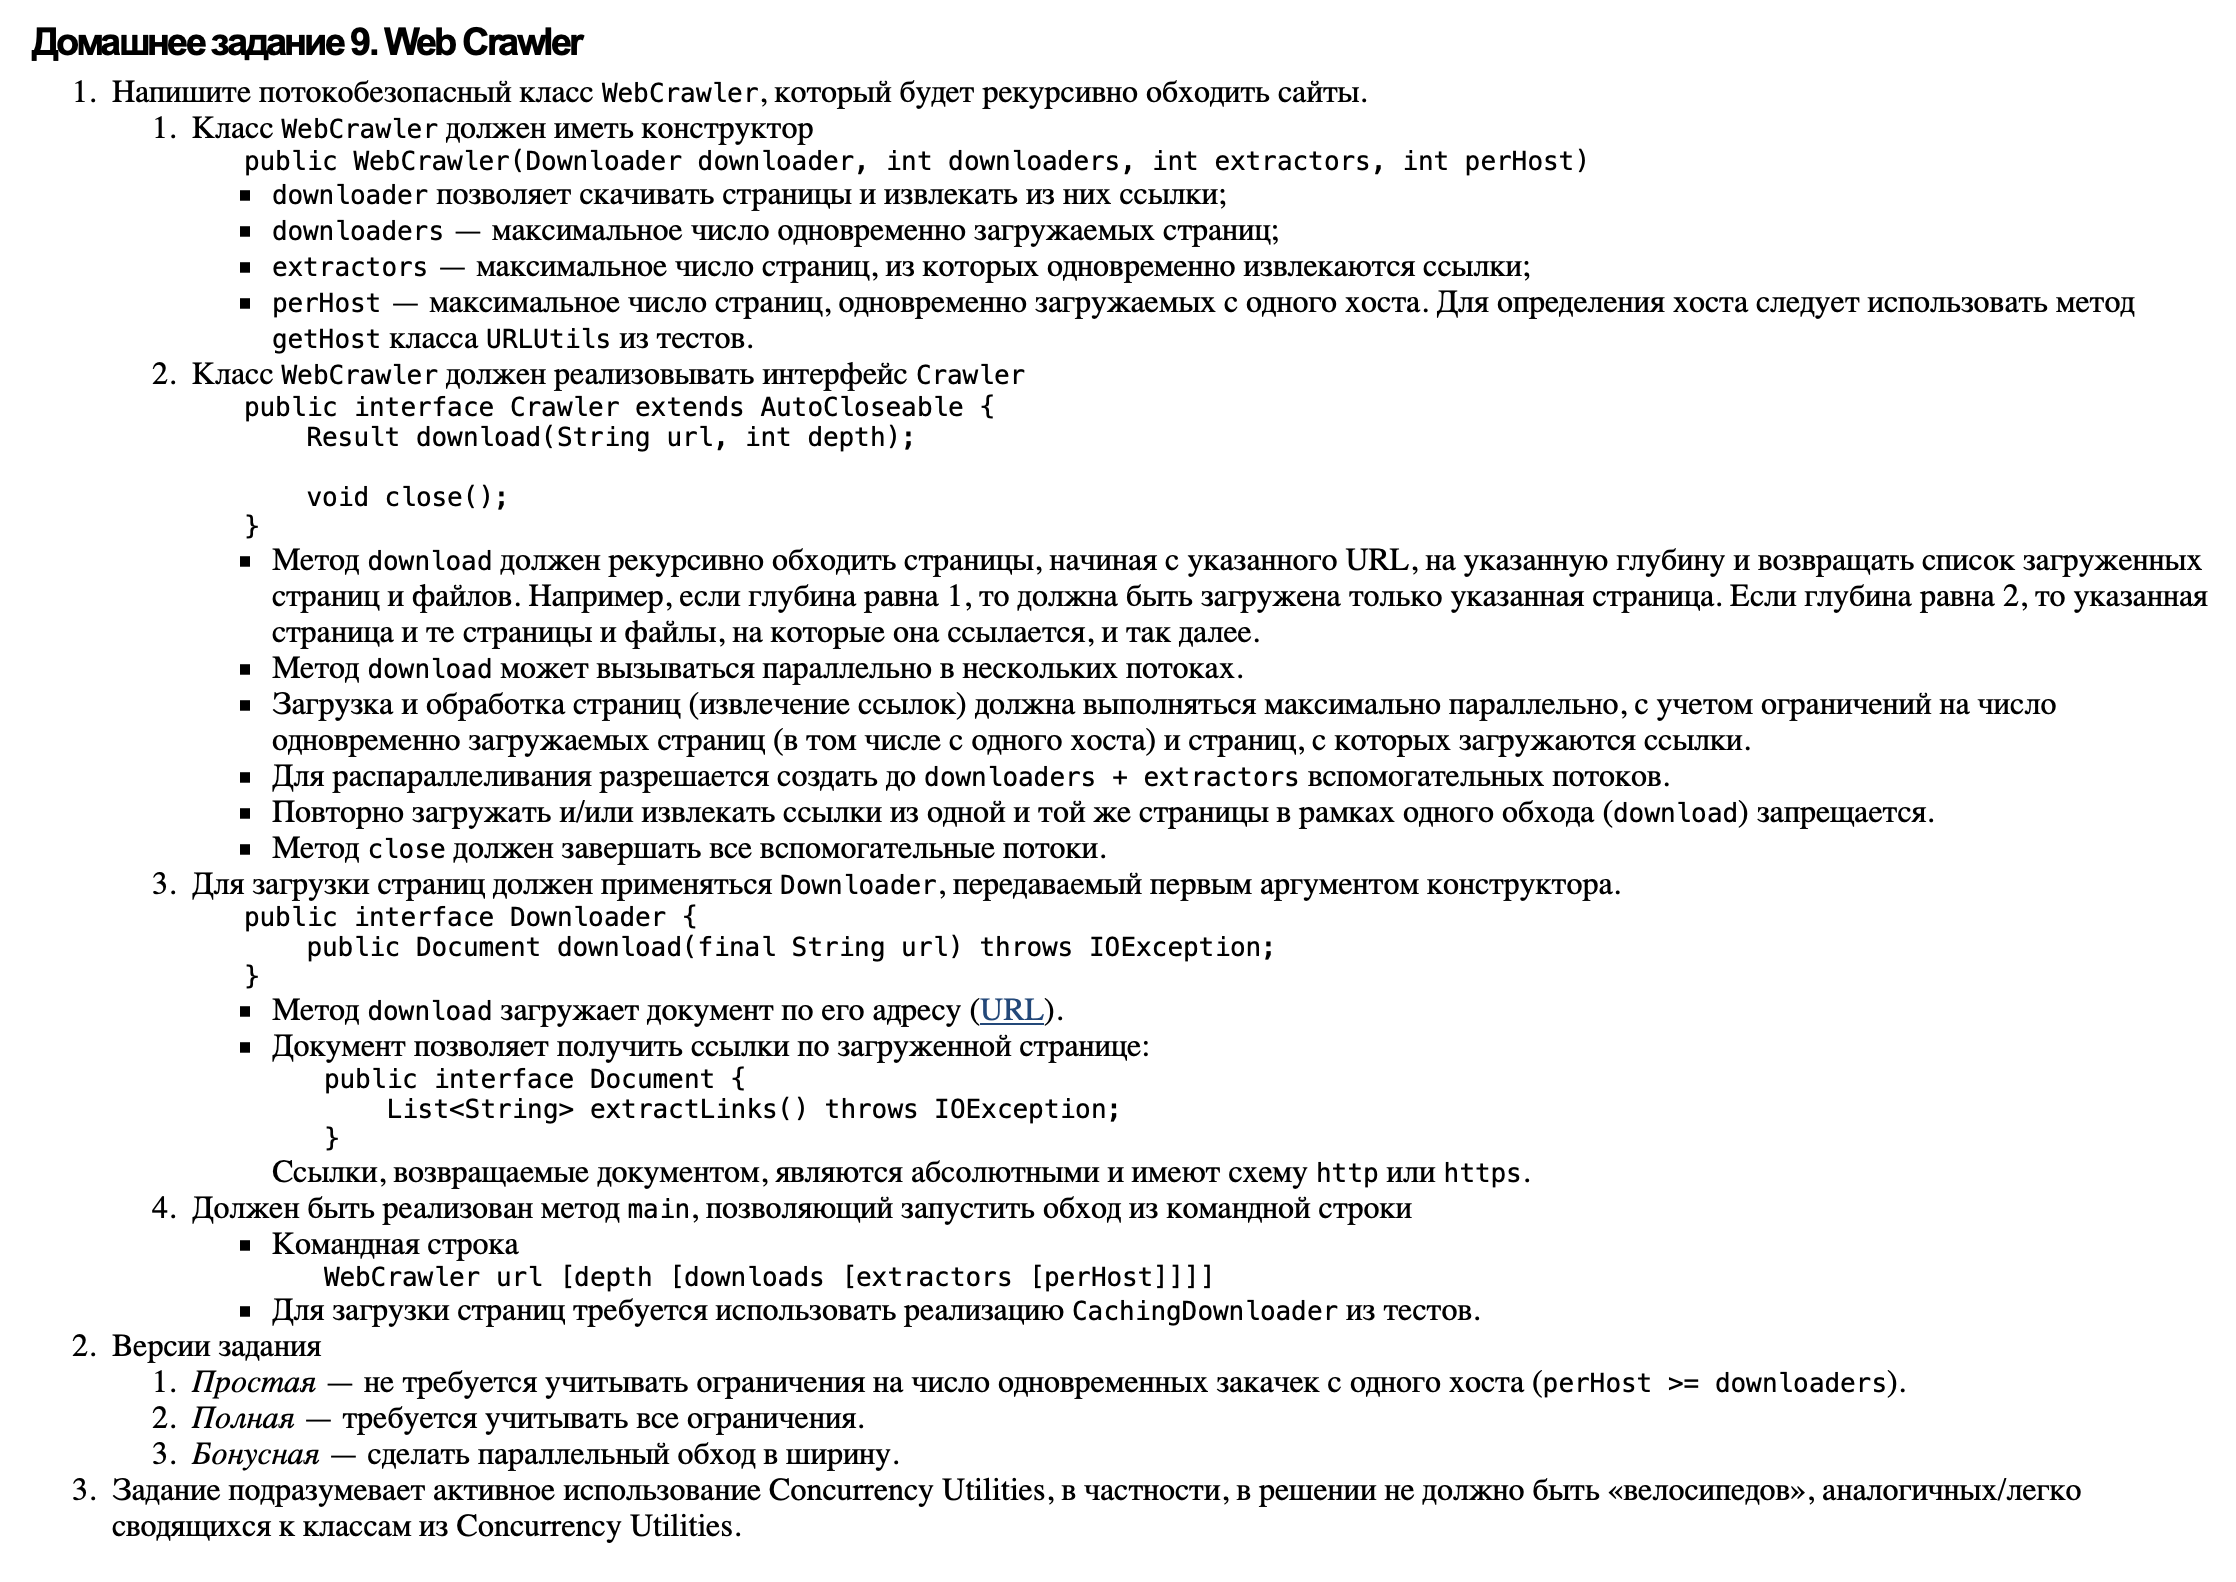 Домашнее задание 9. Web Crawler
1. Напишите потокобезопасный класс WebCrawler, который будет рекурсивно обходить сайты.
1. Класс WebCrawler должен иметь конструктор
public WebCrawler(Downloader downloader, int downloaders, int extractors, int perHost)
▪ downloader позволяет скачивать страницы и извлекать из них ссылки;
▪ downloaders — максимальное число одновременно загружаемых страниц;
▪ extractors — максимальное число страниц, из которых одновременно извлекаются ссылки;
▪ perHost — максимальное число страниц, одновременно загружаемых с одного хоста. Для определения хоста следует использовать метод
getHost класса URLUtils из тестов.
2. Класс WebCrawler должен реализовывать интерфейс Crawler
public interface Crawler extends AutoCloseable {
Result download(String url, int depth);
void close();
}
▪ Метод download должен рекурсивно обходить страницы, начиная с указанного URL, на указанную глубину и возвращать список загруженных
страниц и файлов. Например, если глубина равна 1, то должна быть загружена только указанная страница. Если глубина равна 2, то указанная
страница и те страницы и файлы, на которые она ссылается, и так далее.
▪ Метод download может вызываться параллельно в нескольких потоках.
▪ Загрузка и обработка страниц (извлечение ссылок) должна выполняться максимально параллельно, с учетом ограничений на число
одновременно загружаемых страниц (в том числе с одного хоста) и страниц, с которых загружаются ссылки.
▪ Для распараллеливания разрешается создать до downloaders + extractors вспомогательных потоков.
▪ Повторно загружать и/или извлекать ссылки из одной и той же страницы в рамках одного обхода (download) запрещается.
▪ Метод close должен завершать все вспомогательные потоки.
3. Для загрузки страниц должен применяться Downloader, передаваемый первым аргументом конструктора.
public interface Downloader {
public Document download(final String url) throws IOException;
}
▪ Метод download загружает документ по его адресу (URL).
▪ Документ позволяет получить ссылки по загруженной странице:
public interface Document {
List<String> extractLinks() throws IOException;
}
Ссылки, возвращаемые документом, являются абсолютными и имеют схему http или https.
4. Должен быть реализован метод main, позволяющий запустить обход из командной строки
▪ Командная строка
WebCrawler url [depth [downloads [extractors [perHost]]]]
▪ Для загрузки страниц требуется использовать реализацию CachingDownloader из тестов.
2. Версии задания
1. Простая — не требуется учитывать ограничения на число одновременных закачек с одного хоста (perHost >= downloaders).
2. Полная — требуется учитывать все ограничения.
3. Бонусная — сделать параллельный обход в ширину.
3. Задание подразумевает активное использование Concurrency Utilities, в частности, в решении не должно быть «велосипедов», аналогичных/легко
сводящихся к классам из Concurrency Utilities.